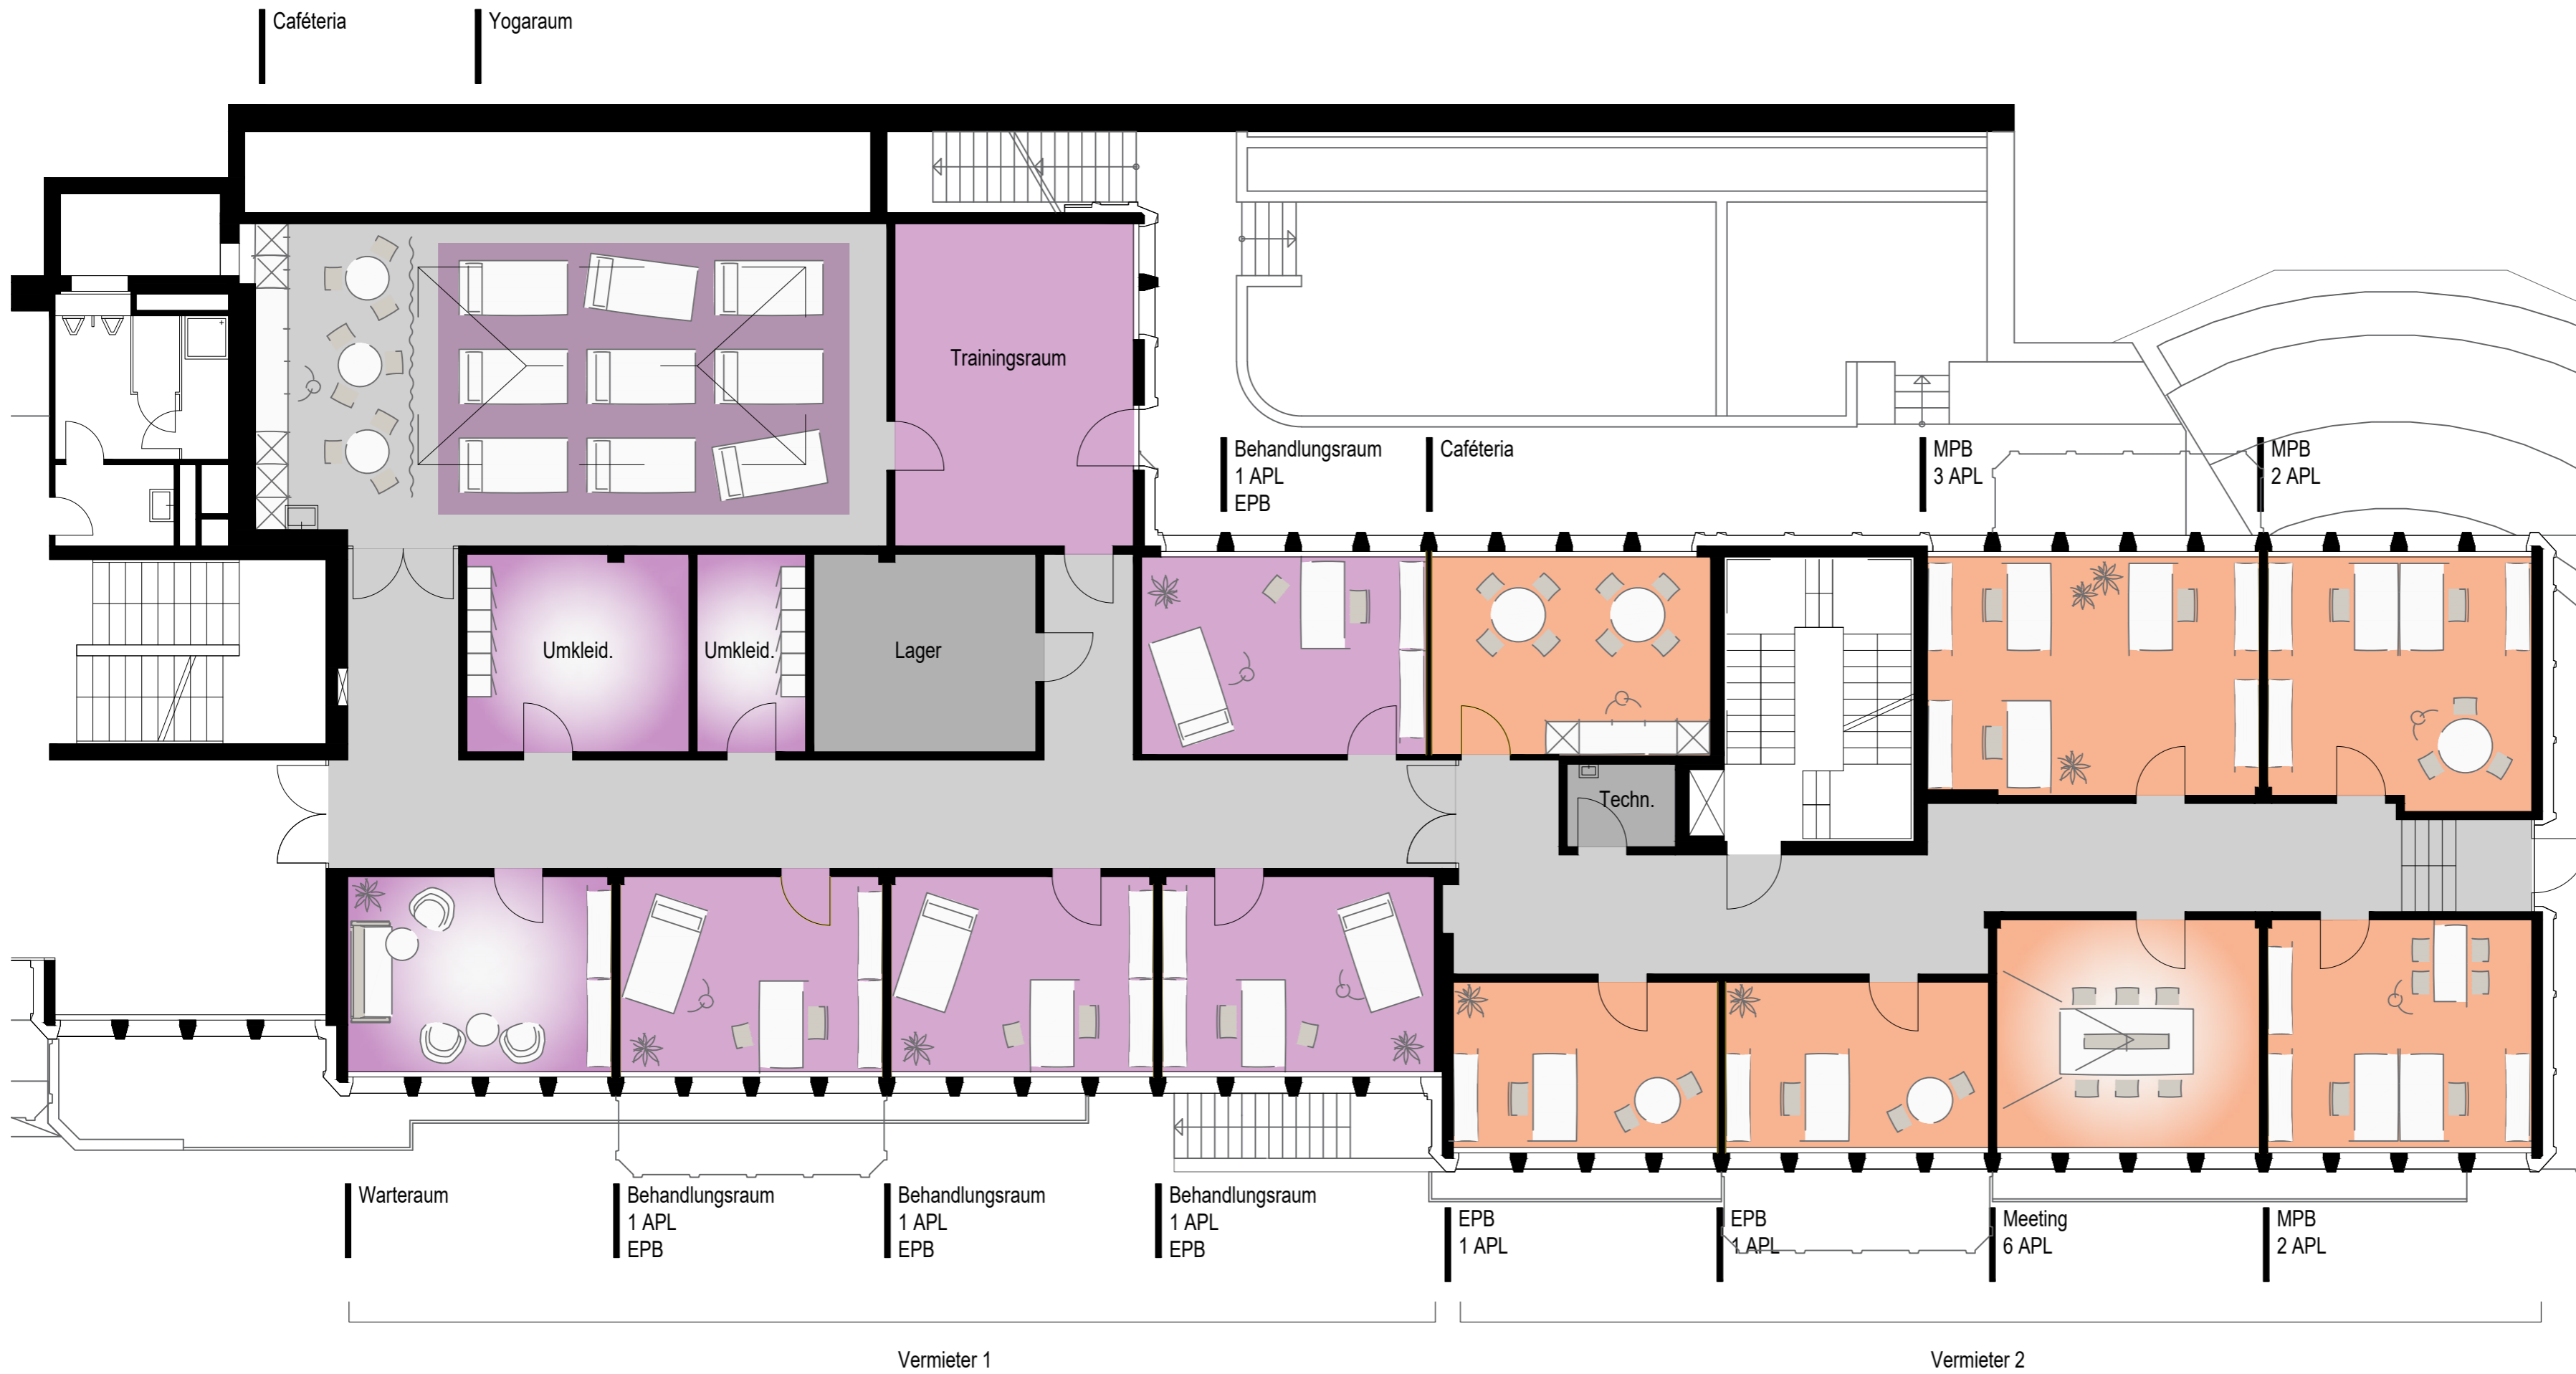 Caféteria
Yogaraum
Trainingsraum
Behandlungsraum
1 APL
EPB
Caféteria
MPB
3 APL
MPB
2 APL
Umkleid.
Umkleid.
Lager
Techn.
Warteraum
Behandlungsraum
1 APL
EPB
Behandlungsraum
1 APL
EPB
Behandlungsraum
1 APL
EPB
EPB
1 APL
EPB
1 APL
Meeting
6 APL
MPB
2 APL
Vermieter 1
Vermieter 2